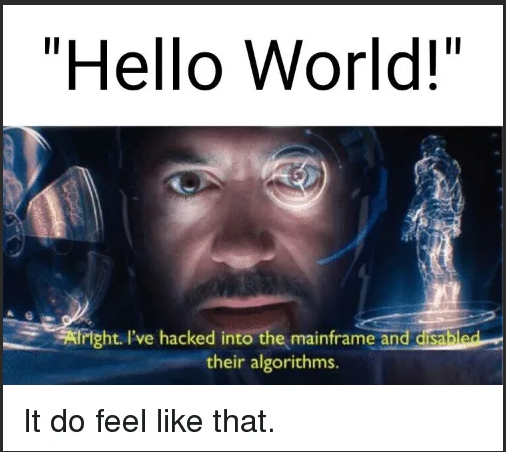 "Hello World!"
Alright. I've hacked into the mainframe and disabled
their algorithms.
It do feel like that.